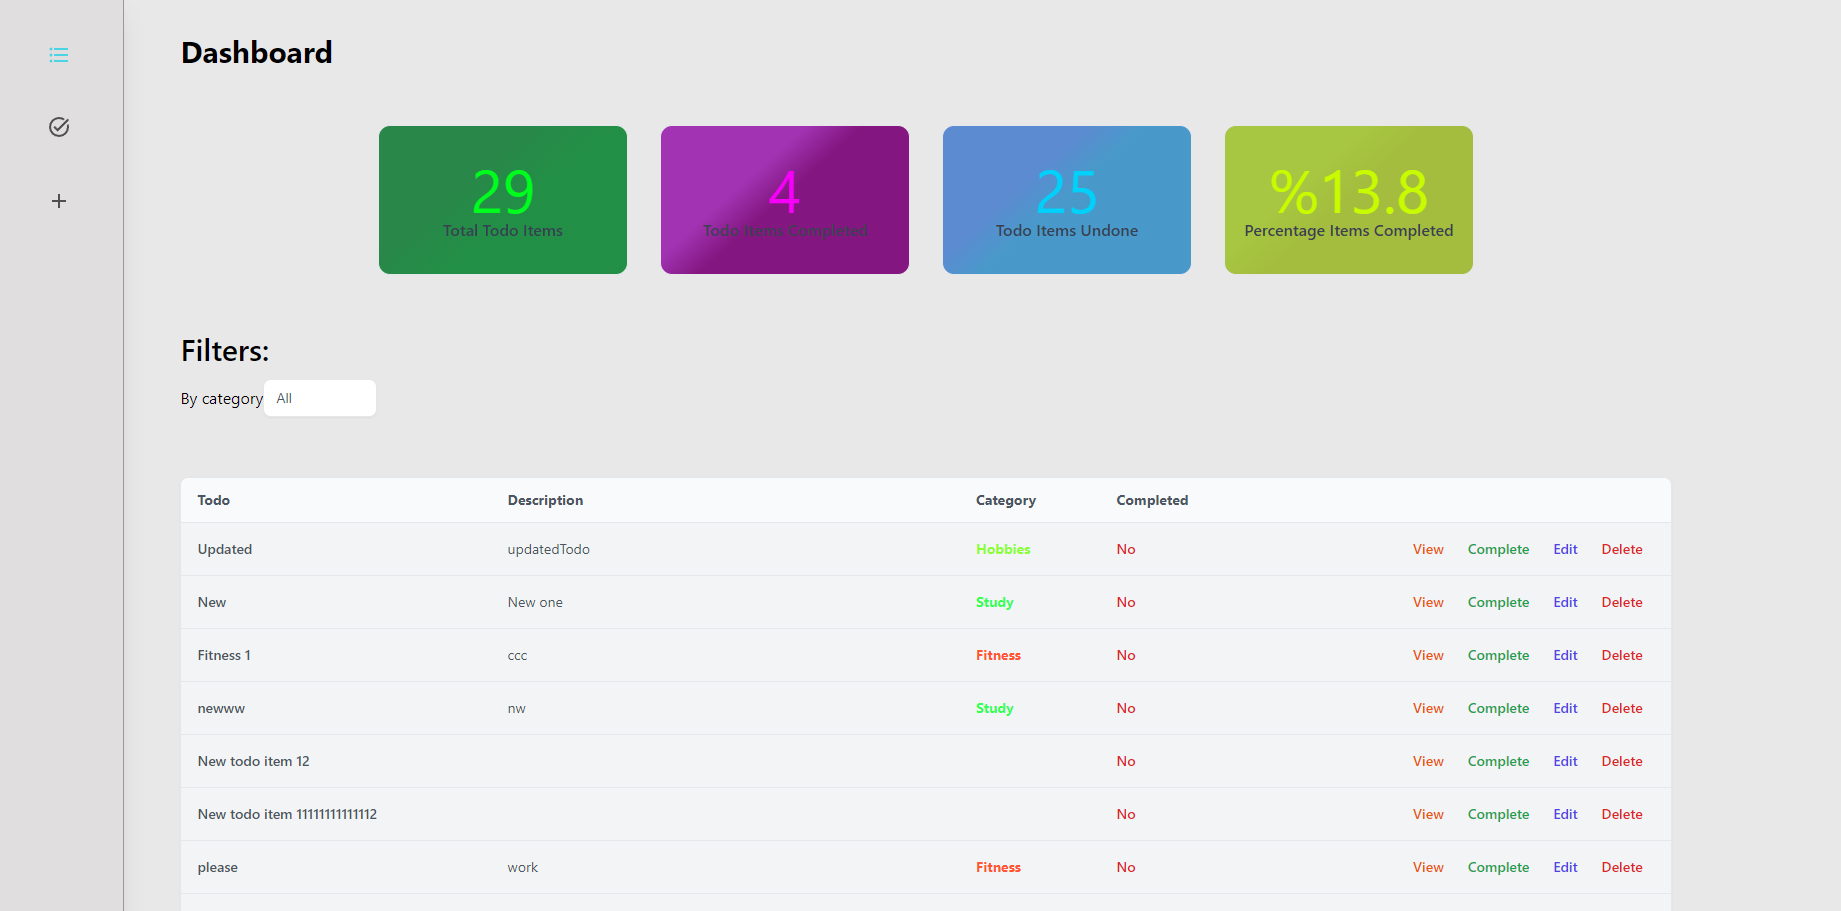 Dashboard
29
Total Todo Items
4
Todo Items Completed
25
Todo Items Undone
%13.8
Percentage Items Completed
Filters:
By category All
Todo Description Category Completed
Updated updatedTodo Hobbies No View Complete Edit Delete
New New one Study No View Complete Edit Delete
Fitness 1 ccc Fitness No View Complete Edit Delete
newww nw Study No View Complete Edit Delete
New todo item 12 No View Complete Edit Delete
New todo item 11111111111112 No View Complete Edit Delete
please work Fitness No View Complete Edit Delete